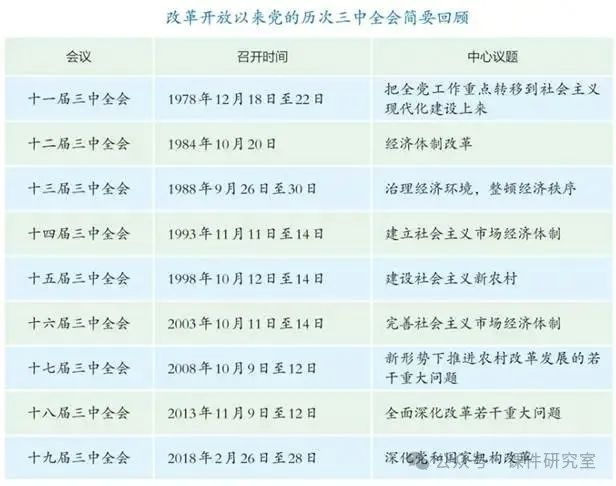 改革开放以来党的历次三中全会简要回顾
会议 召开时间 中心议题
十一届三中全会 1978年12月18日至22日 把全党工作重点转移到社会主义
现代化建设上来
十二届三中全会 1984年10月20日 经济体制改革
十三届三中全会 1988年9月26日至30日 治理经济环境，整顿经济秩序
十四届三中全会 1993年11月11日至14日 建立社会主义市场经济体制
十五届三中全会 1998年10月12日至14日 建设社会主义新农村
十六届三中全会 2003年10月11日至14日 完善社会主义市场经济体制
十七届三中全会 2008年10月9日至12日 新形势下推进农村改革发展的若
干重大问题
十八届三中全会 2013年11月9日至12日 全面深化改革若干重大问题
十九届三中全会 2018年2月26日至28日 深化党和国家机构改革
公众号·课件研究室